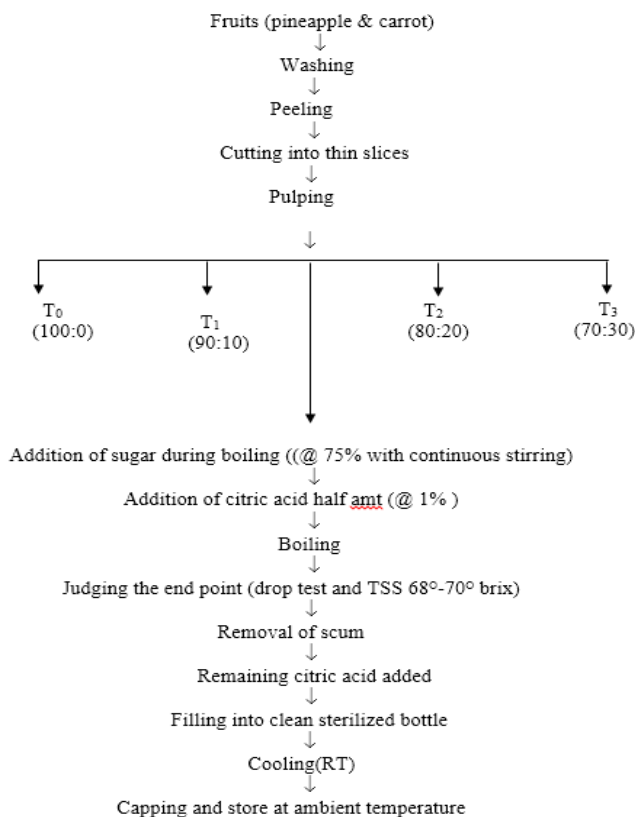 Fruits (pineapple & carrot)
↓
Washing
↓
Peeling
↓
Cutting into thin slices
↓
Pulping
↓
T₀
(100:0)
T₁
(90:10)
T₂
(80:20)
T₃
(70:30)
Addition of sugar during boiling ((@ 75% with continuous stirring)
↓
Addition of citric acid half amt (@ 1% )
↓
Boiling
↓
Judging the end point (drop test and TSS 68⁰-70⁰ brix)
↓
Removal of scum
↓
Remaining citric acid added
↓
Filling into clean sterilized bottle
↓
Cooling(RT)
↓
Capping and store at ambient temperature